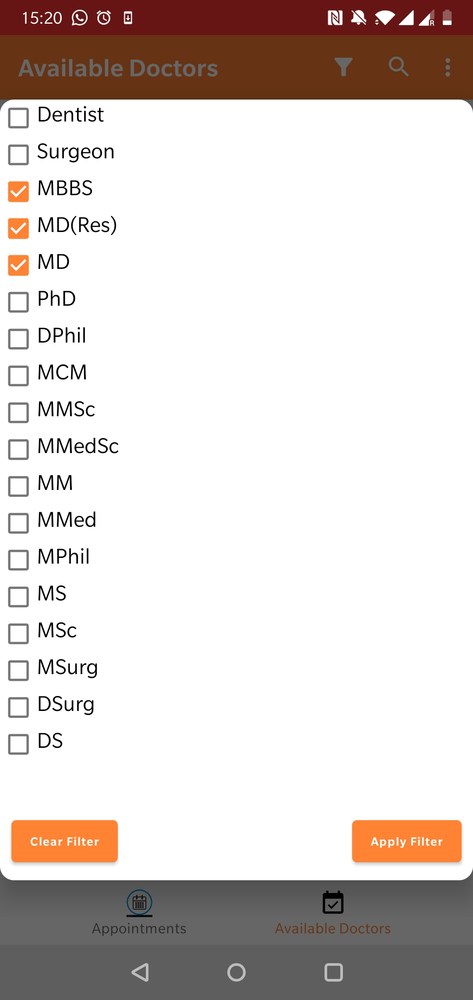 15:20
Available Doctors
Dentist
Surgeon
MBBS
MD(Res)
MD
PhD
DPhil
MCM
MMSc
MMedSc
MM
MMed
MPhil
MS
MSc
MSurg
DSurg
DS
Clear Filter
Apply Filter
Appointments
Available Doctors